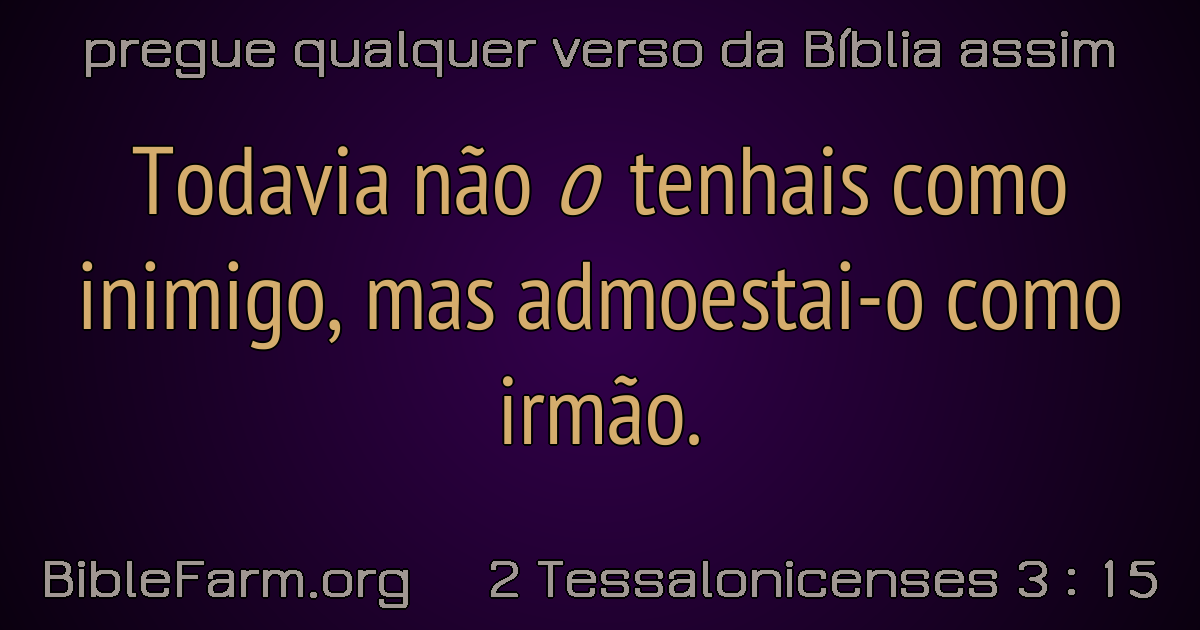 pregue qualquer verso da Bíblia assim
Todavia não o tenhais como
inimigo, mas admoestai-o como
irmão.
BibleFarm.org 2 Tessalonicenses 3 : 15